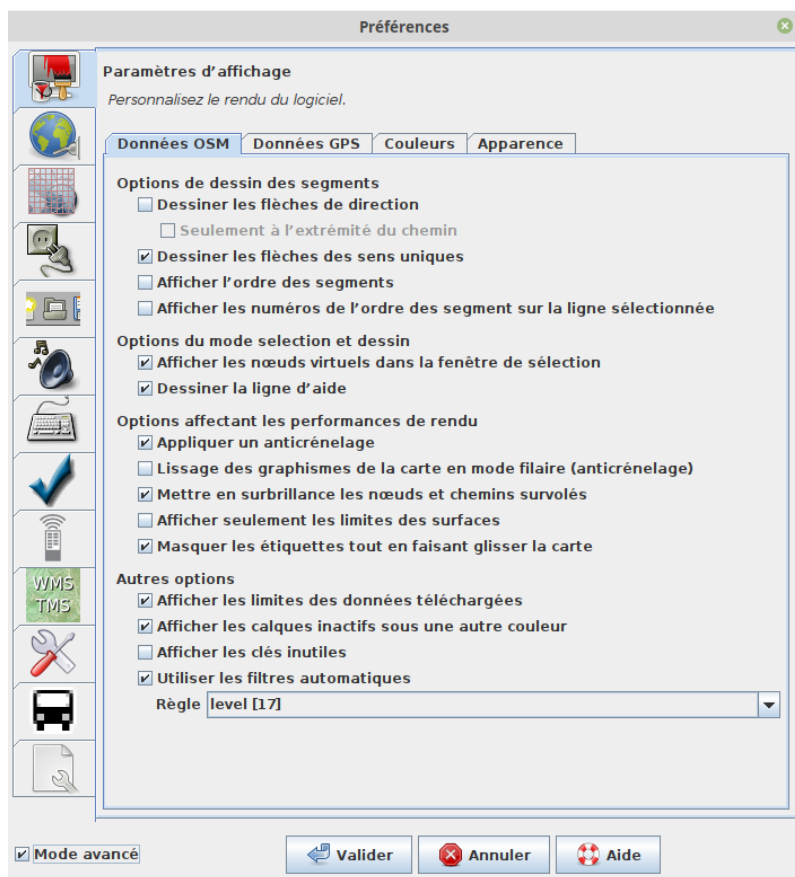 Préférences
Paramètres d'affichage
Personnalisez le rendu du logiciel.
Données OSM
Données GPS
Couleurs
Apparence
Options de dessin des segments
Dessiner les flèches de direction
Seulement à l'extrémité du chemin
Dessiner les flèches des sens uniques
Afficher l'ordre des segments
Afficher les numéros de l'ordre des segment sur la ligne sélectionnée
Options du mode selection et dessin
Afficher les nœuds virtuels dans la fenêtre de sélection
Dessiner la ligne d'aide
Options affectant les performances de rendu
Appliquer un anticrénelage
Lissage des graphismes de la carte en mode filaire (anticrénelage)
Mettre en surbrillance les nœuds et chemins survolés
Afficher seulement les limites des surfaces
Masquer les étiquettes tout en faisant glisser la carte
WMS
TMS
Autres options
Afficher les limites des données téléchargées
Afficher les calques inactifs sous une autre couleur
Afficher les clés inutiles
Utiliser les filtres automatiques
Règle level [17]
Mode avancé
Valider
Annuler
Aide